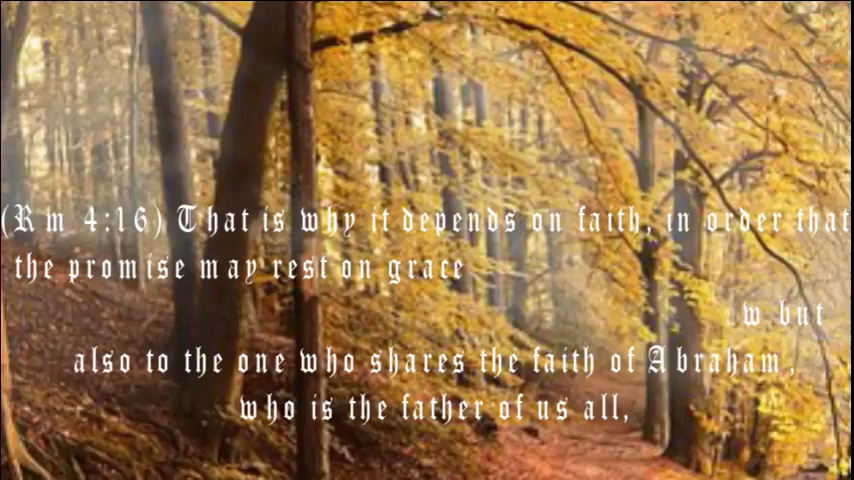 (Rm 4:16) That is why it depends on faith, in order that
the promise may rest on grace
w but
also to the one who shares the faith of Abraham,
who is the father of us all,